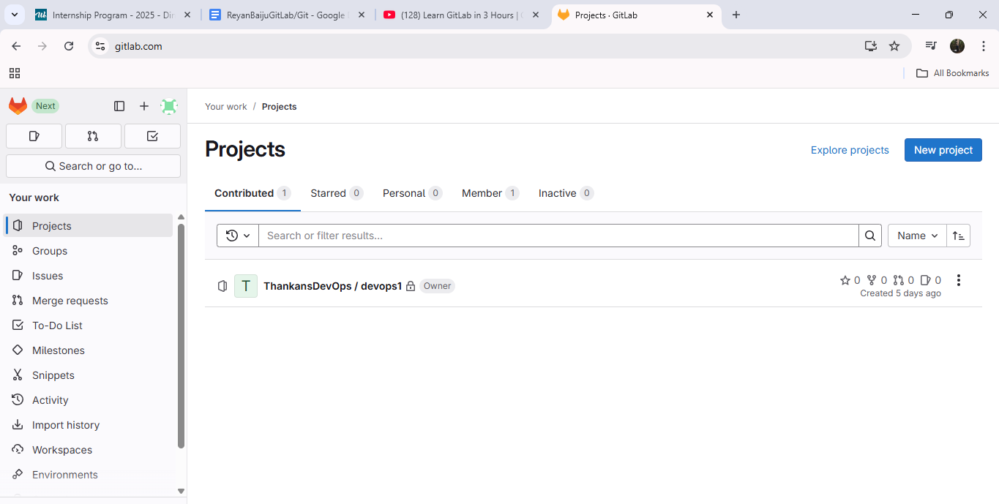 Internship Program - 2025 - Din
ReyanBaijuGitLab/Git - Google
(128) Learn GitLab in 3 Hours |
Projects · GitLab
gitlab.com
All Bookmarks
Next
Search or go to...
Your work
Projects
Groups
Issues
Merge requests
To-Do List
Milestones
Snippets
Activity
Import history
Workspaces
Environments
Your work / Projects
Projects
Explore projects
New project
Contributed 1
Starred 0
Personal 0
Member 1
Inactive 0
Search or filter results...
Name
T
ThankansDevOps / devops1
Owner
0 0 0 0
Created 5 days ago